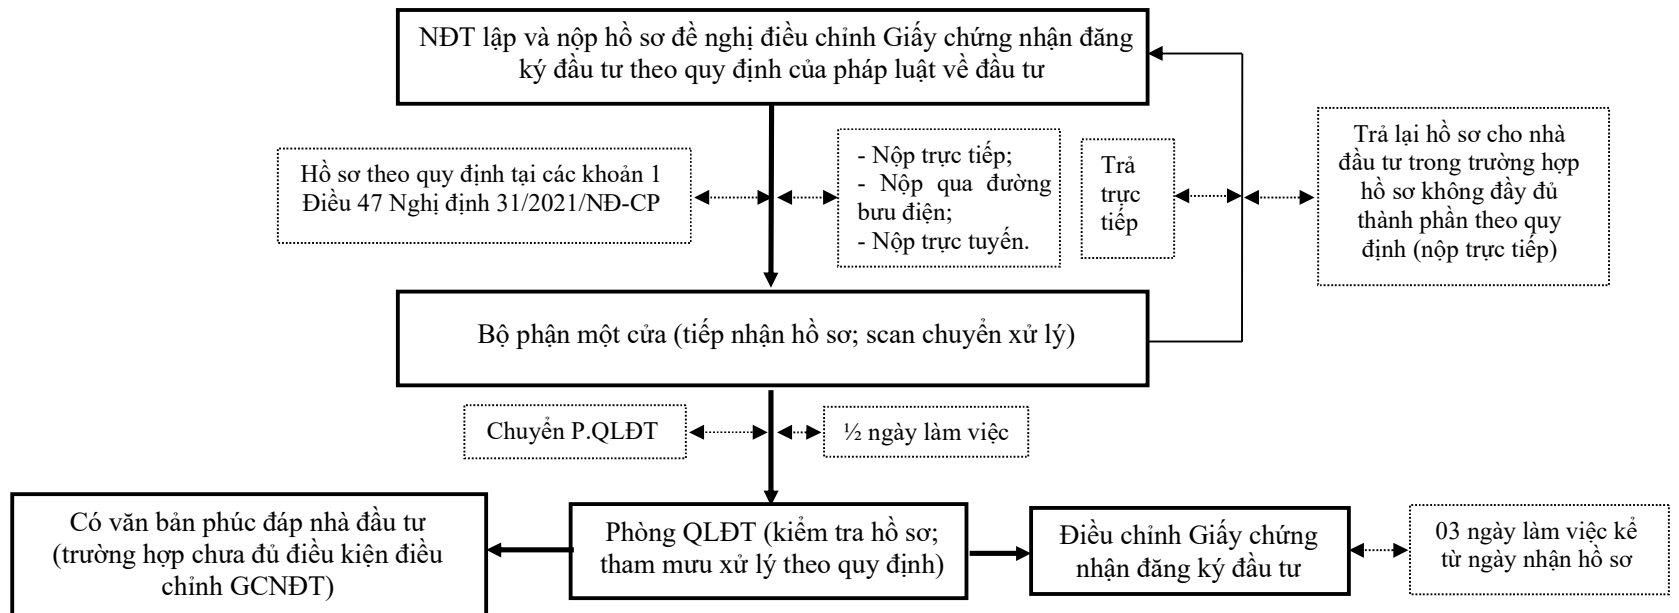 NĐT lập và nộp hồ sơ đề nghị điều chỉnh Giấy chứng nhận đăng
ký đầu tư theo quy định của pháp luật về đầu tư
Hồ sơ theo quy định tại các khoản 1
Điều 47 Nghị định 31/2021/NĐ-CP
- Nộp trực tiếp;
- Nộp qua đường
bưu điện;
- Nộp trực tuyến.
Trả
trực
tiếp
Trả lại hồ sơ cho nhà
đầu tư trong trường hợp
hồ sơ không đầy đủ
thành phần theo quy
định (nộp trực tiếp)
Bộ phận một cửa (tiếp nhận hồ sơ; scan chuyển xử lý)
Chuyển P.QLĐT
½ ngày làm việc
Có văn bản phúc đáp nhà đầu tư
(trường hợp chưa đủ điều kiện điều
chỉnh GCNĐT)
Phòng QLĐT (kiểm tra hồ sơ;
tham mưu xử lý theo quy định)
Điều chỉnh Giấy chứng
nhận đăng ký đầu tư
03 ngày làm việc kể
từ ngày nhận hồ sơ